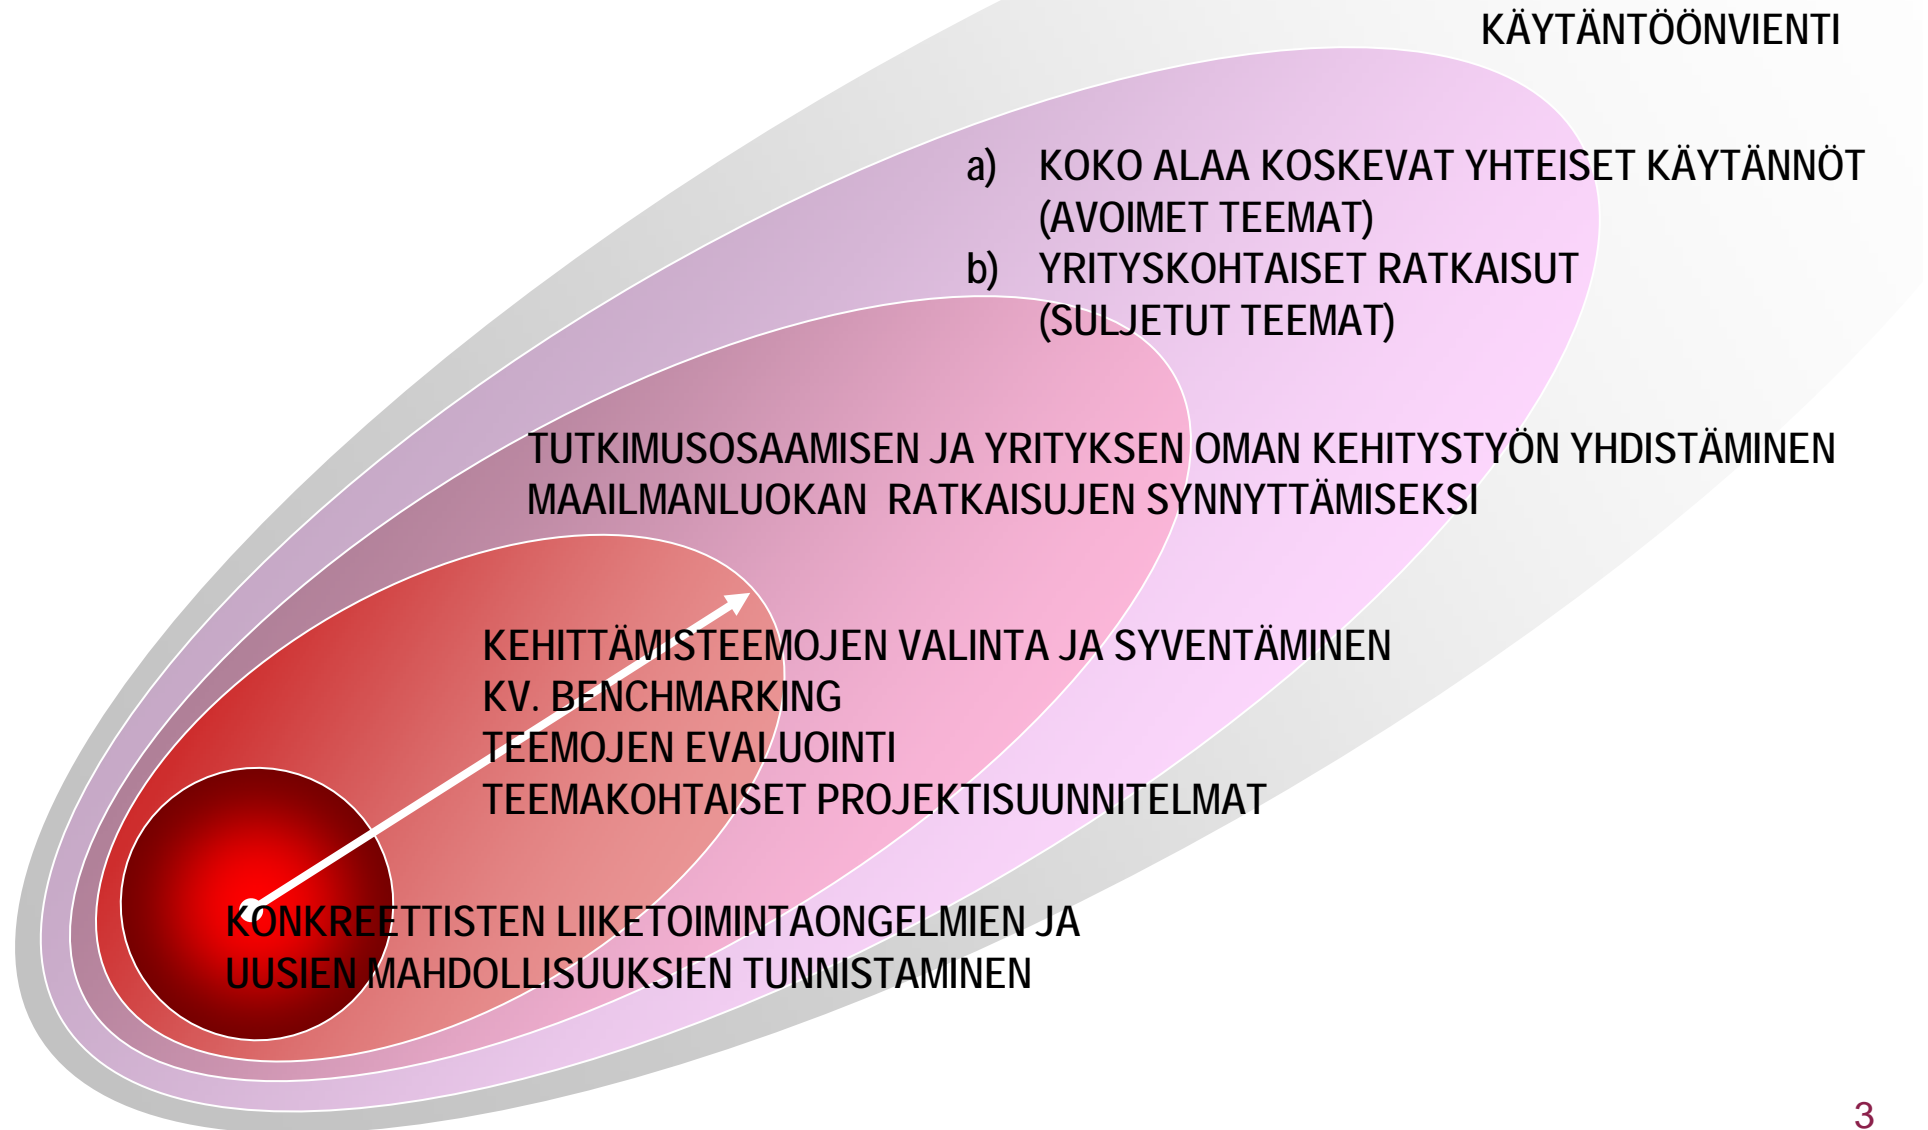 KÄYTÄNTÖÖNVIENTI
a) KOKO ALAA KOSKEVAT YHTEISET KÄYTÄNNÖT
(AVOIMET TEEMAT)
b) YRITYSKOHTAISET RATKAISUT
(SULJETUT TEEMAT)
TUTKIMUSOSAAMISEN JA YRITYKSEN OMAN KEHITYSTYÖN YHDISTÄMINEN
MAAILMANLUOKAN RATKAISUJEN SYNNYTTÄMISEKSI
KEHITTÄMISTEEMOJEN VALINTA JA SYVENTÄMINEN
KV. BENCHMARKING
TEEMOJEN EVALUOINTI
TEEMAKOHTAISET PROJEKTISUUNNITELMAT
KONKREETTISTEN LIIKETOIMINTAONGELMIEN JA
UUSIEN MAHDOLLISUUKSIEN TUNNISTAMINEN
3